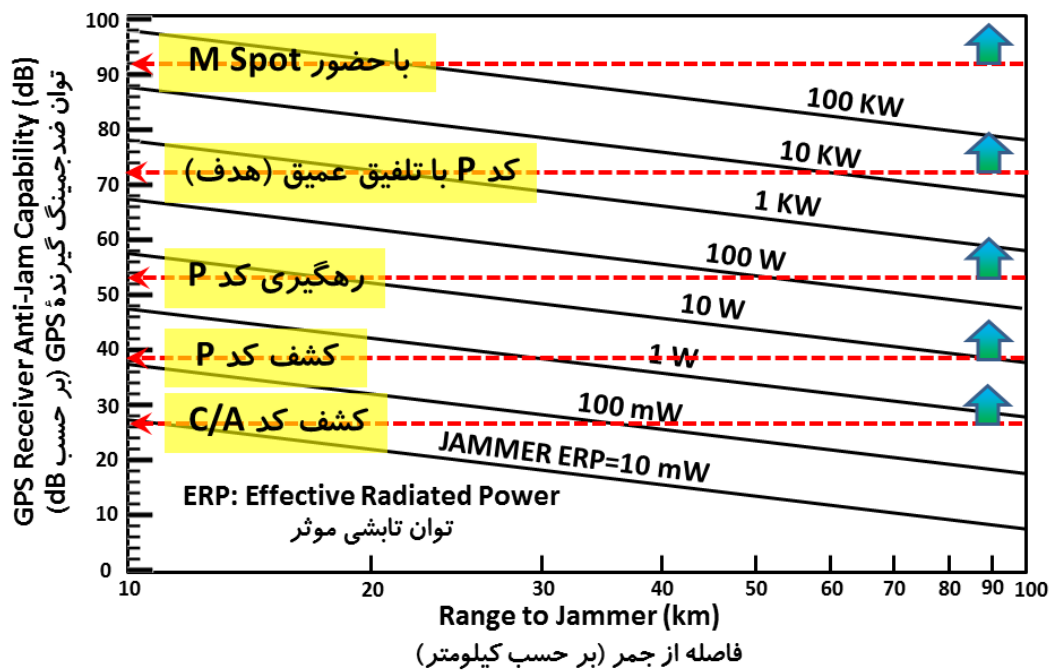 GPS Receiver Anti-Jam Capability (dB)
توان ضدجمینگ گیرندهٔ GPS (بر حسب dB)
100
90
80
70
60
50
40
30
20
10
0
با حضور M Spot
کد P با تلفیق عمیق (هدف)
رهگیری کد P
کشف کد P
کشف کد C/A
100 KW
10 KW
1 KW
100 W
10 W
1 W
100 mW
JAMMER ERP=10 mW
ERP: Effective Radiated Power
توان تابشی موثر
10 20 30 40 50 60 70 80 90 100
Range to Jammer (km)
فاصله از جمر (بر حسب کیلومتر)